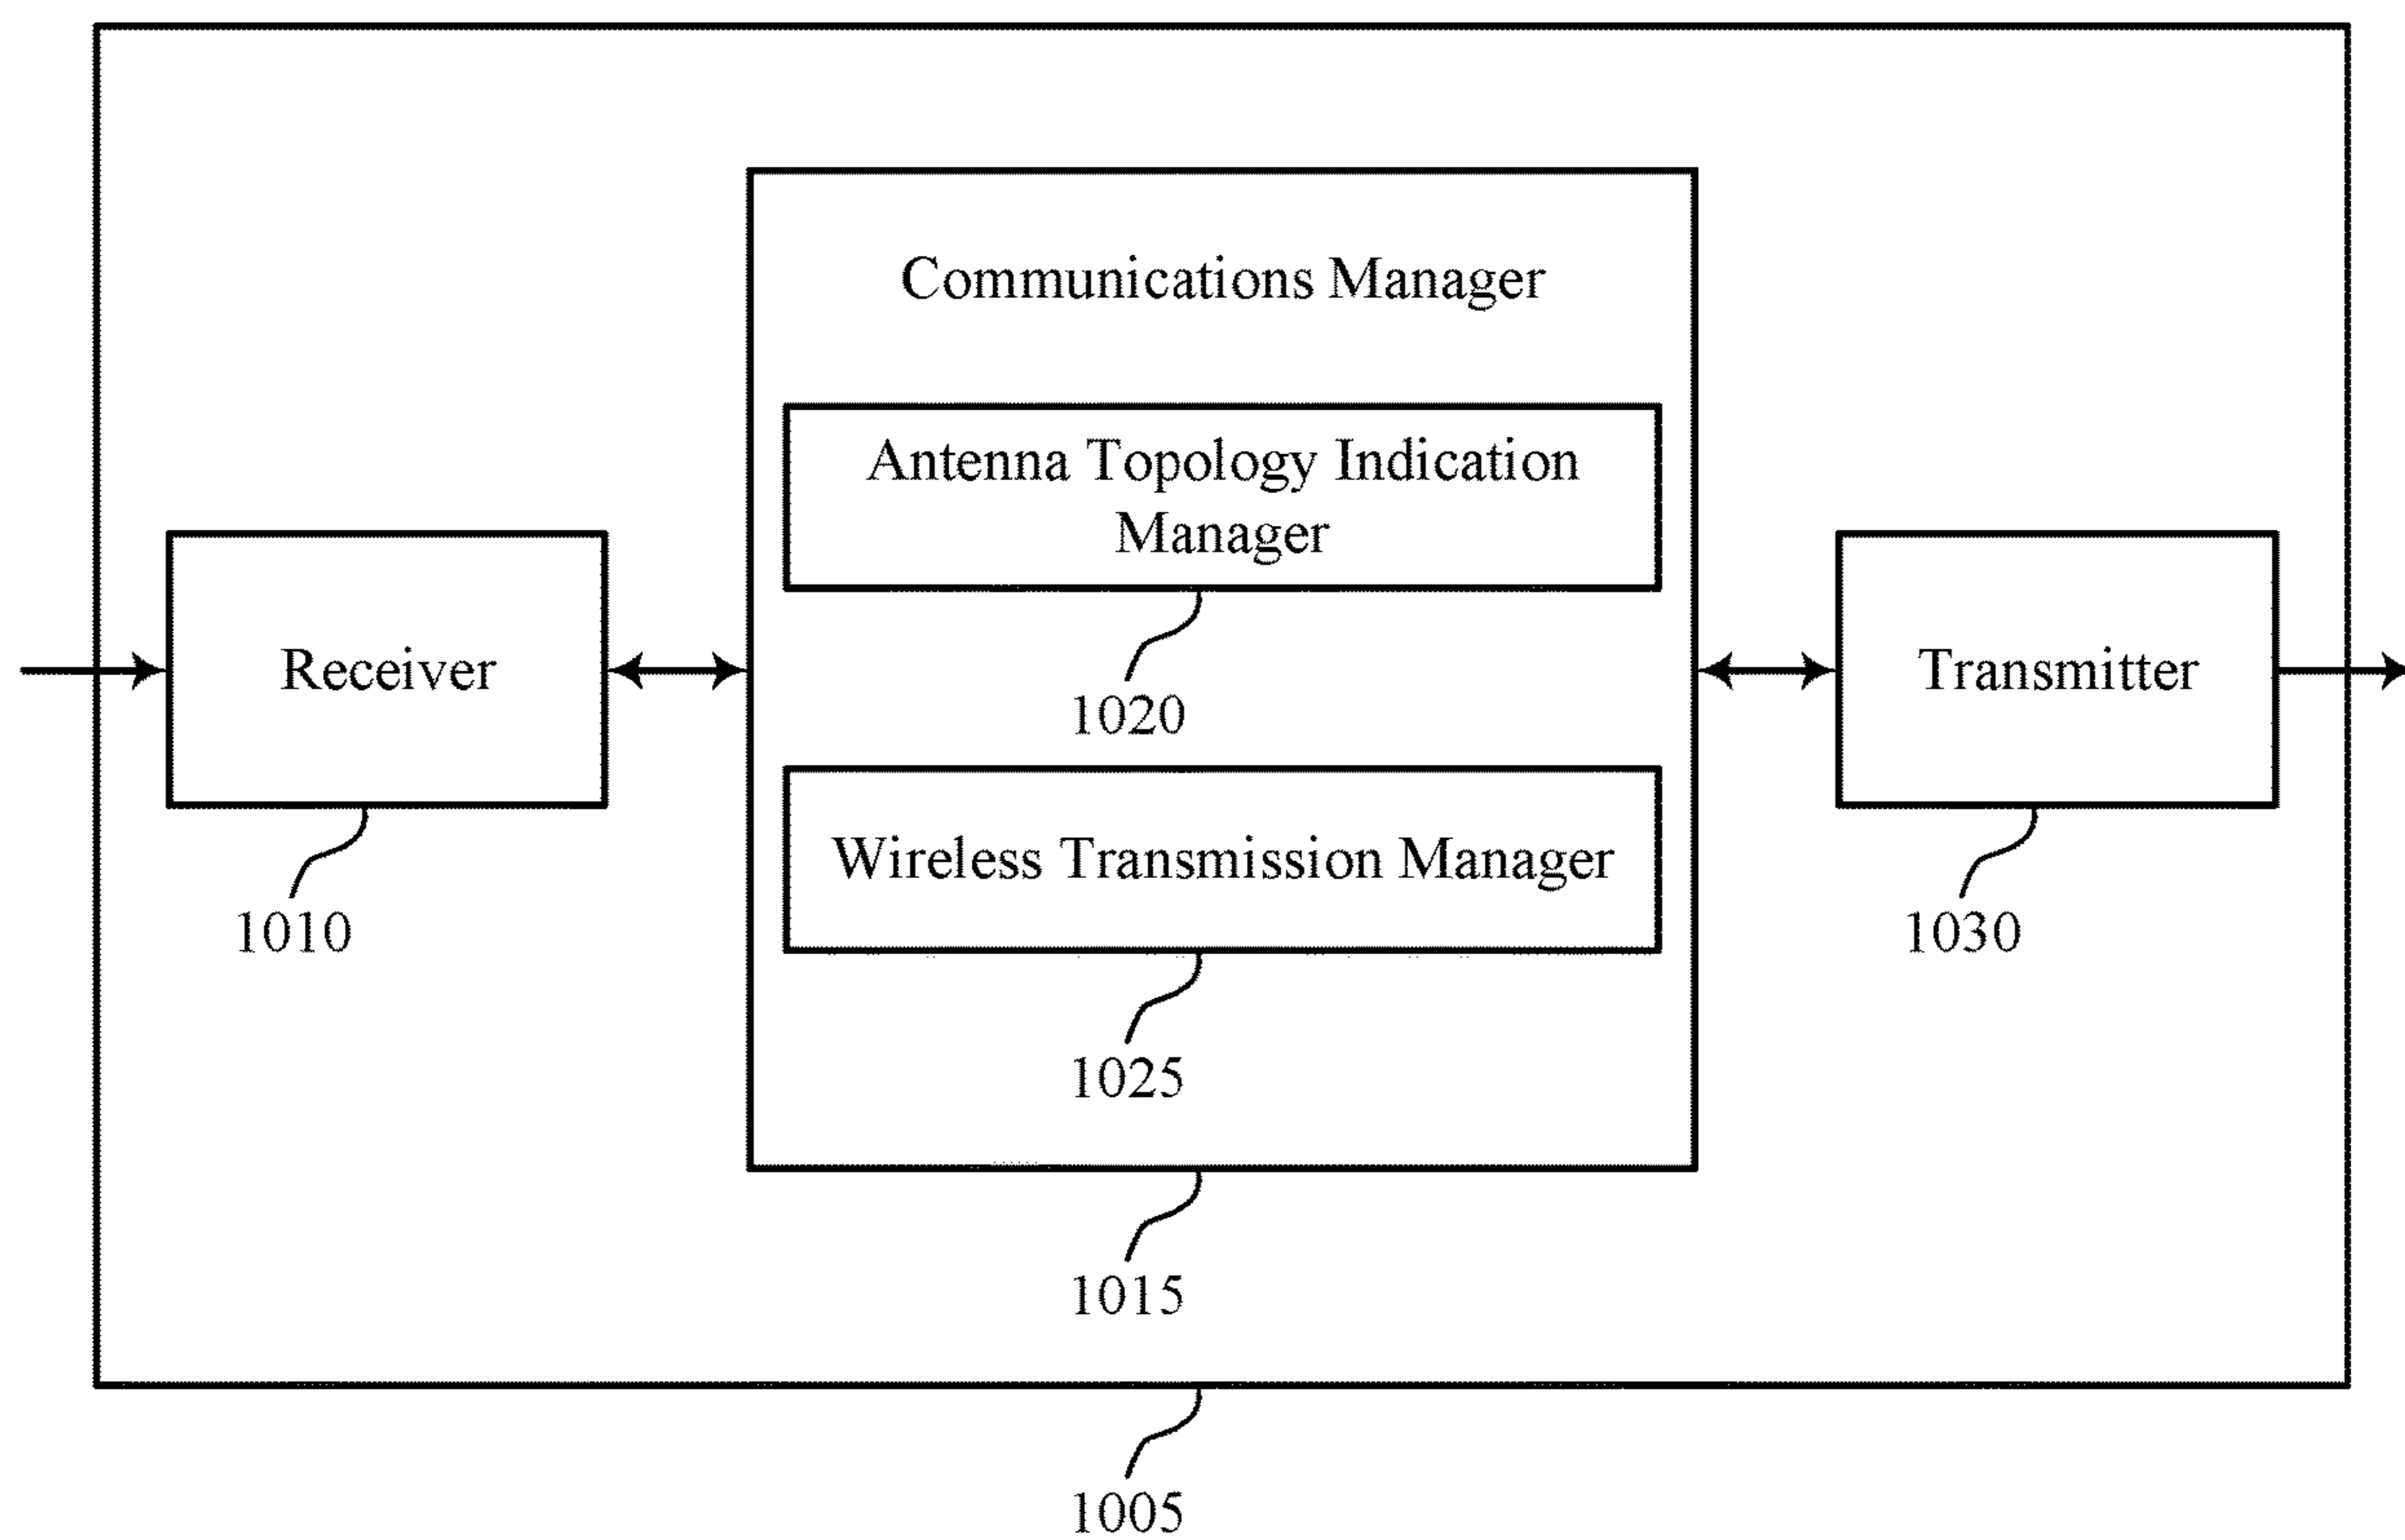 Communications Manager
Antenna Topology Indication
Manager
1020
Receiver
1010
Wireless Transmission Manager
1025
Transmitter
1030
1015
1005